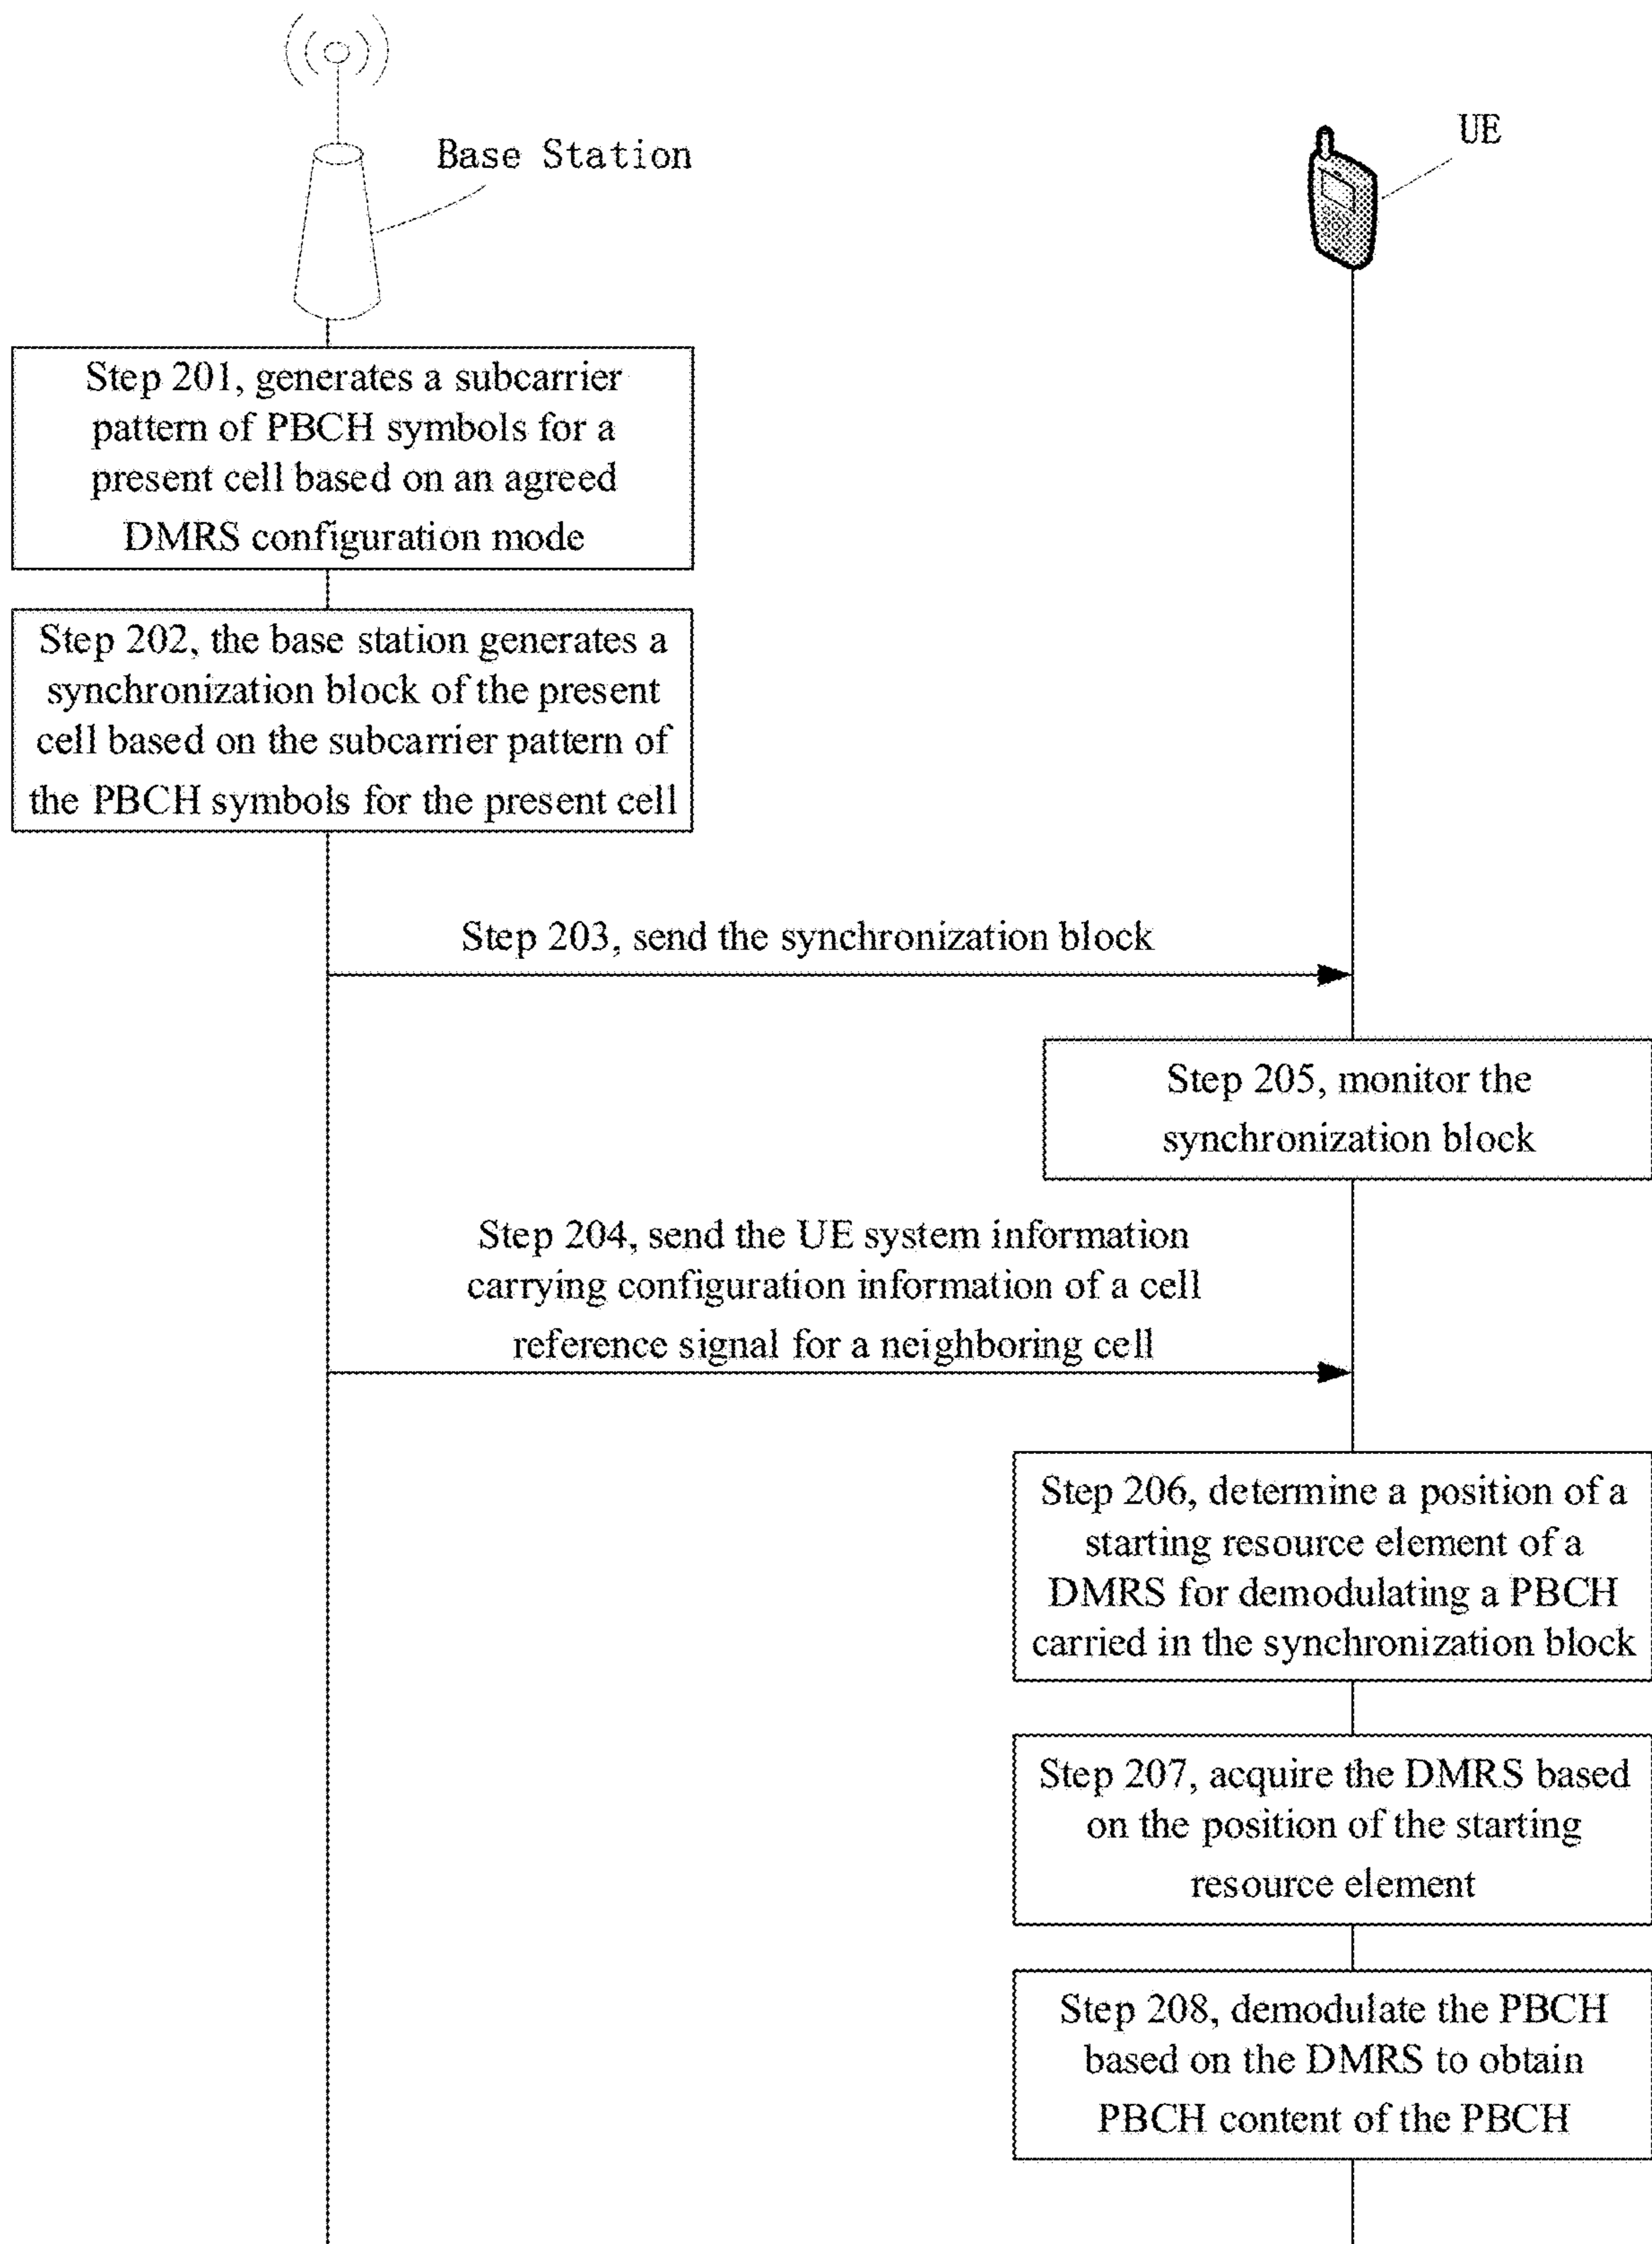 Base Station
UE
Step 201, generates a subcarrier
pattern of PBCH symbols for a
present cell based on an agreed
DMRS configuration mode
Step 202, the base station generates a
synchronization block of the present
cell based on the subcarrier pattern of
the PBCH symbols for the present cell
Step 203, send the synchronization block
Step 205, monitor the
synchronization block
Step 204, send the UE system information
carrying configuration information of a cell
reference signal for a neighboring cell
Step 206, determine a position of a
starting resource element of a
DMRS for demodulating a PBCH
carried in the synchronization block
Step 207, acquire the DMRS based
on the position of the starting
resource element
Step 208, demodulate the PBCH
based on the DMRS to obtain
PBCH content of the PBCH